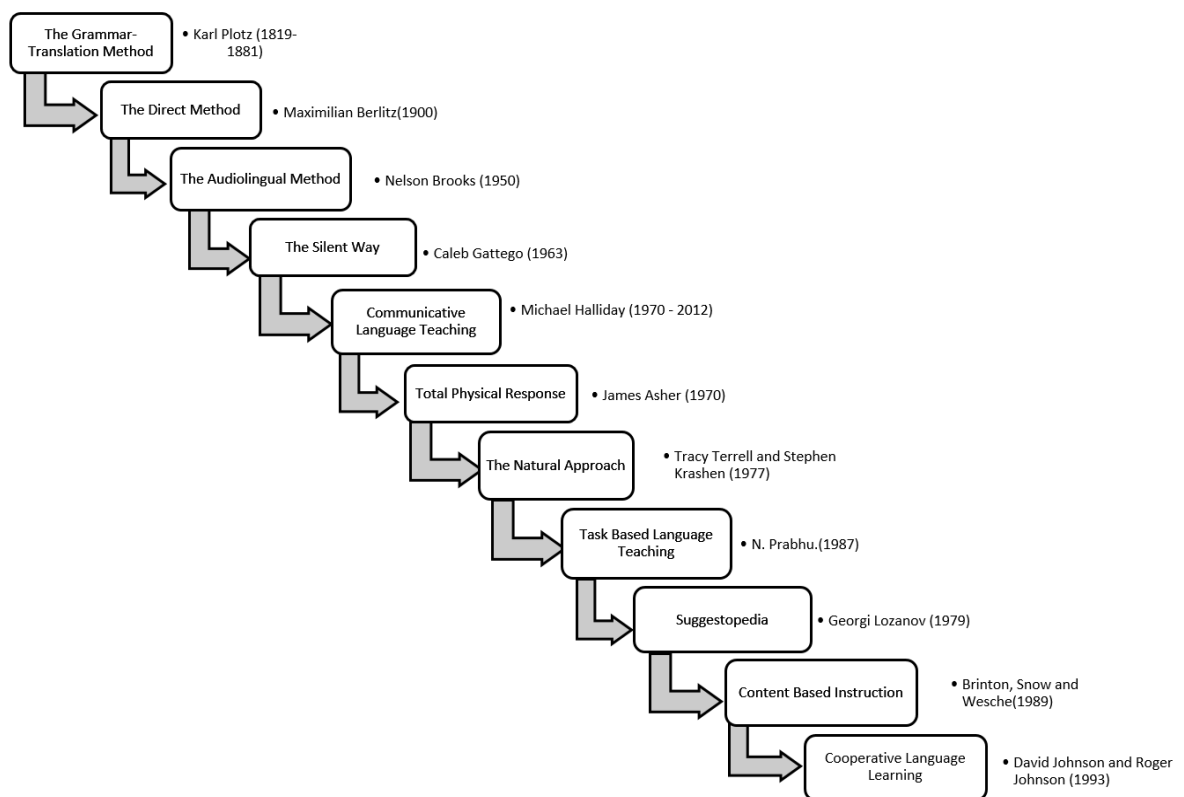 The Grammar-
Translation Method
• Karl Plotz (1819-
1881)
The Direct Method
• Maximilian Berlitz(1900)
The Audiolingual Method
• Nelson Brooks (1950)
The Silent Way
• Caleb Gattego (1963)
Communicative
Language Teaching
• Michael Halliday (1970 - 2012)
Total Physical Response
• James Asher (1970)
The Natural Approach
• Tracy Terrell and Stephen
Krashen (1977)
Task Based Language
Teaching
• N. Prabhu.(1987)
Suggestopedia
• Georgi Lozanov (1979)
Content Based Instruction
• Brinton, Snow and
Wesche(1989)
Cooperative Language
Learning
• David Johnson and Roger
Johnson (1993)